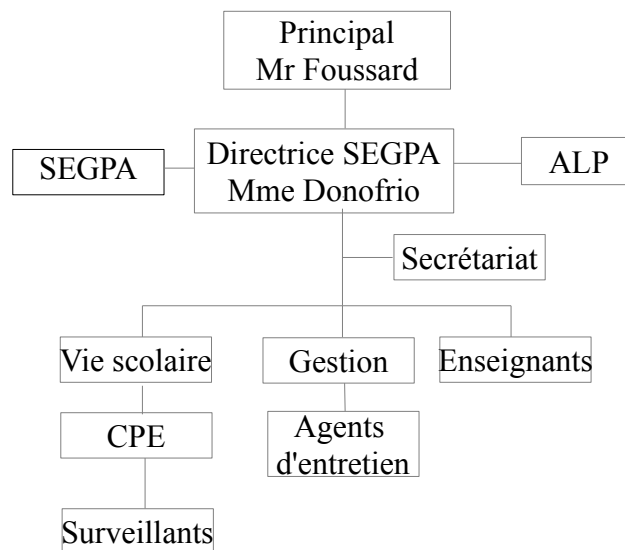 Principal
Mr Foussard
SEGPA
Directrice SEGPA
Mme Donofrio
ALP
Secrétariat
Vie scolaire
Gestion
Enseignants
CPE
Agents
d'entretien
Surveillants